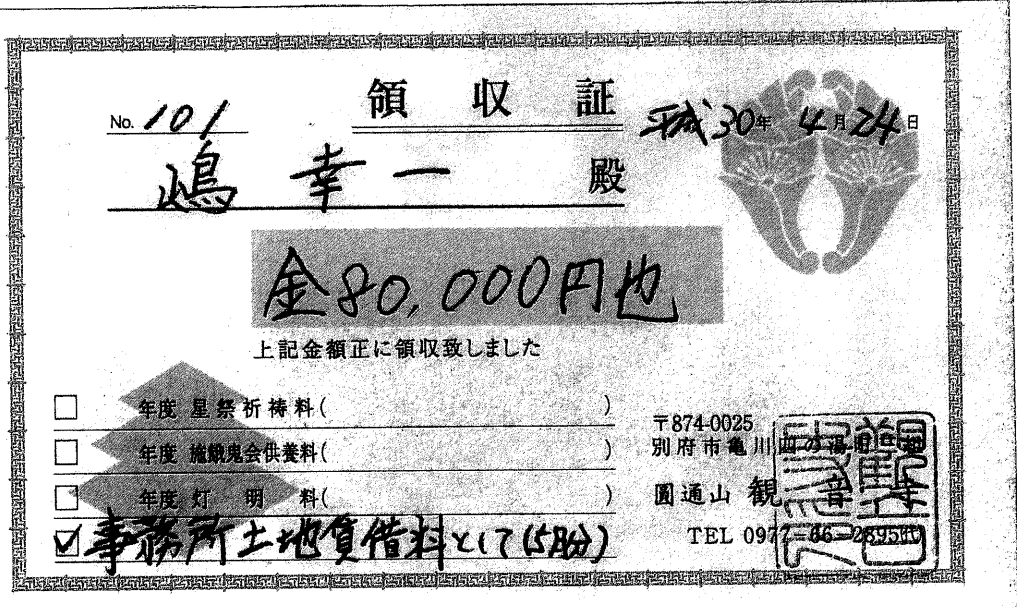 領収証
No. 101
平成30年 4月24日
嶋 幸一 殿
金80,000円也
上記金額正に領収致しました
年度 星祭祈祷料( )
年度 施餓鬼会供養料( )
年度 灯明料( )
事務所土地賃借料として(5月分)
〒874-0025
別府市亀川四の湯町
圓通山 観音寺
TEL 0977-66-2895㈹